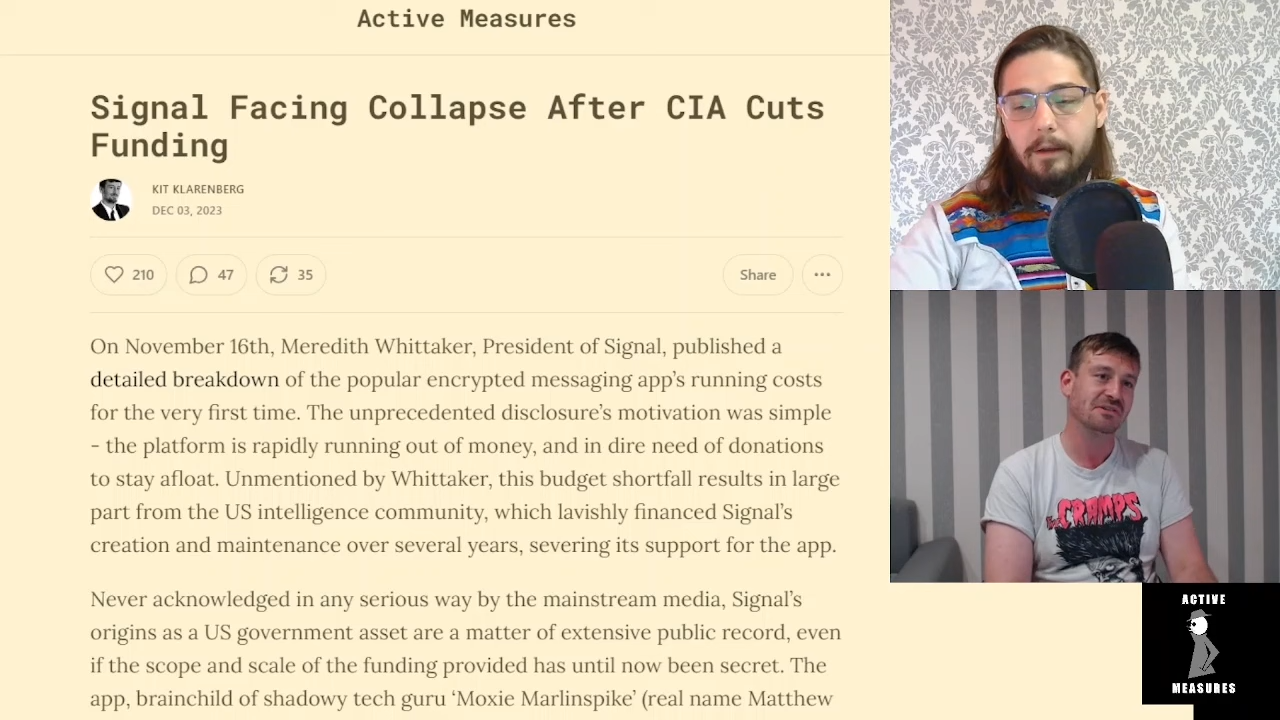 Active Measures
Signal Facing Collapse After CIA Cuts
Funding
KIT KLARENBERG
DEC 03, 2023
210
47
35
Share
On November 16th, Meredith Whittaker, President of Signal, published a
detailed breakdown of the popular encrypted messaging app’s running costs
for the very first time. The unprecedented disclosure’s motivation was simple
- the platform is rapidly running out of money, and in dire need of donations
to stay afloat. Unmentioned by Whittaker, this budget shortfall results in large
part from the US intelligence community, which lavishly financed Signal’s
creation and maintenance over several years, severing its support for the app.
Never acknowledged in any serious way by the mainstream media, Signal’s
origins as a US government asset are a matter of extensive public record, even
if the scope and scale of the funding provided has until now been secret. The
app, brainchild of shadowy tech guru ‘Moxie Marlinspike’ (real name Matthew
CRAMPS
ACTIVE
MEASURES